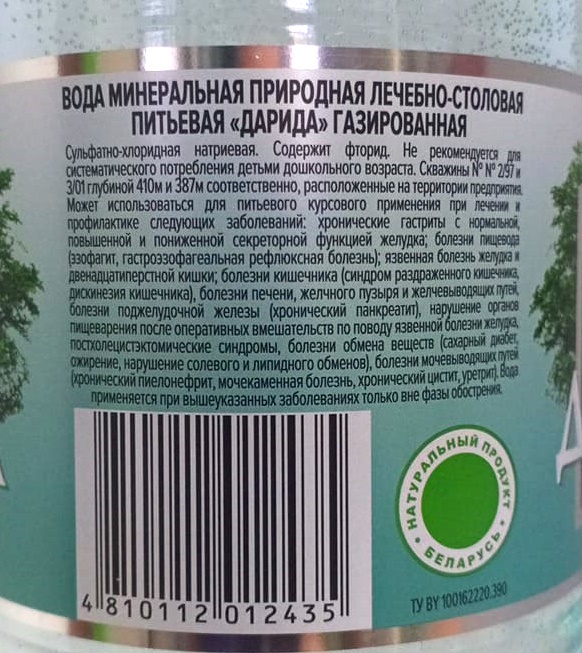 ВОДА МИНЕРАЛЬНАЯ ПРИРОДНАЯ ЛЕЧЕБНО-СТОЛОВАЯ
ПИТЬЕВАЯ «ДАРИДА» ГАЗИРОВАННАЯ
Сульфатно-хлоридная натриевая. Содержит фторид. Не рекомендуется для
систематического потребления детьми дошкольного возраста. Скважины № № 2/97 и
3/01 глубиной 410м и 387м соответственно, расположенные на территории предприятия.
Может использоваться для питьевого курсового применения при лечении и
профилактике следующих заболеваний: хронические гастриты с нормальной,
повышенной и пониженной секреторной функцией желудка; болезни пищевода
(эзофагит, гастроэзофагеальная рефлюксная болезнь); язвенная болезнь желудка и
двенадцатиперстной кишки; болезни кишечника (синдром раздраженного кишечника,
дискинезия кишечника), болезни печени, желчного пузыря и желчевыводящих путей,
болезни поджелудочной железы (хронический панкреатит), нарушение органов
пищеварения после оперативных вмешательств по поводу язвенной болезни желудка,
постхолецистэктомические синдромы, болезни обмена веществ (сахарный диабет,
ожирение, нарушение солевого и липидного обменов), болезни мочевыводящих путей
(хронический пиелонефрит, мочекаменная болезнь, хронический цистит, уретрит). Вода
применяется при вышеуказанных заболеваниях только вне фазы обострения.
НАТУРАЛЬНЫЙ ПРОДУКТ
БЕЛАРУСЬ
4 810112 012435
ТУ BY 100162220.390